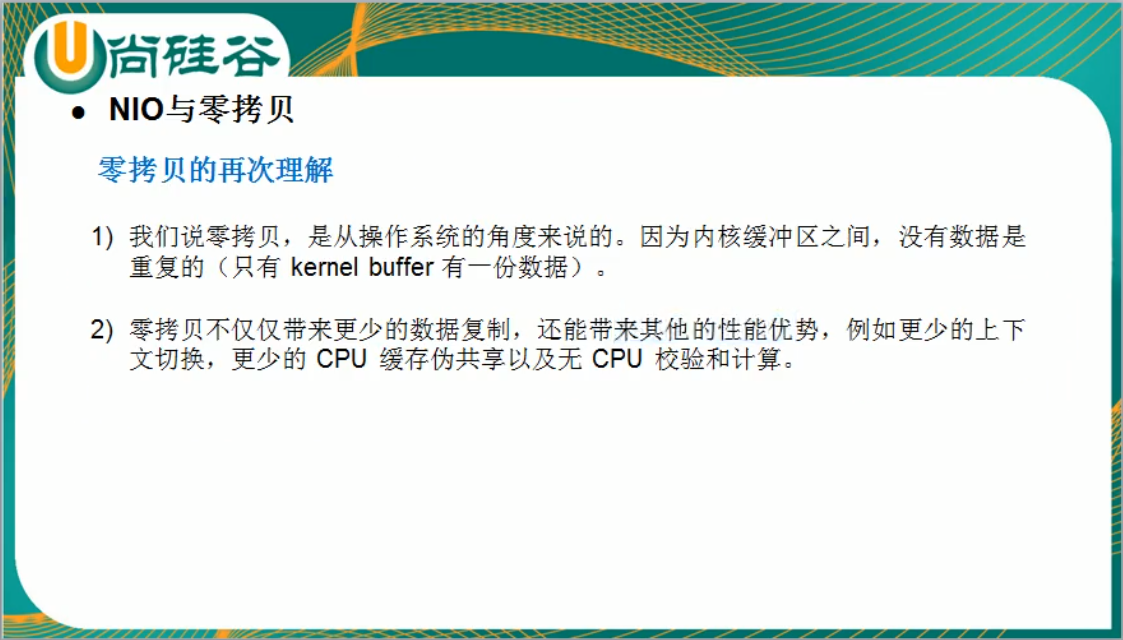 尚硅谷
● NIO与零拷贝
零拷贝的再次理解
1) 我们说零拷贝，是从操作系统的角度来说的。因为内核缓冲区之间，没有数据是
重复的（只有 kernel buffer 有一份数据）。
2) 零拷贝不仅仅带来更少的数据复制，还能带来其他的性能优势，例如更少的上下
文切换，更少的 CPU 缓存伪共享以及无 CPU 校验和计算。